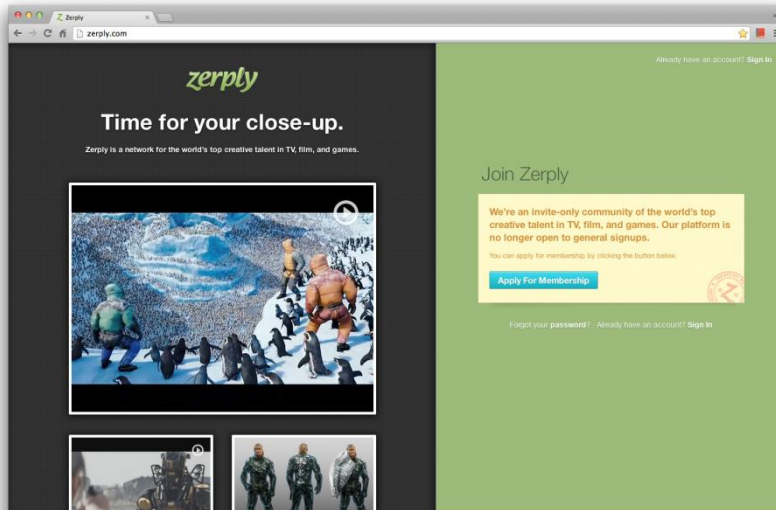 Zerply
zerply.com
zerply
Time for your close-up.
Zerply is a network for the world's top creative talent in TV, film, and games.
Already have an account? Sign In
Join Zerply
We're an invite-only community of the world's top
creative talent in TV, film, and games. Our platform is
no longer open to general signups.
You can apply for membership by clicking the button below.
Apply For Membership
Forgot your password? · Already have an account? Sign In